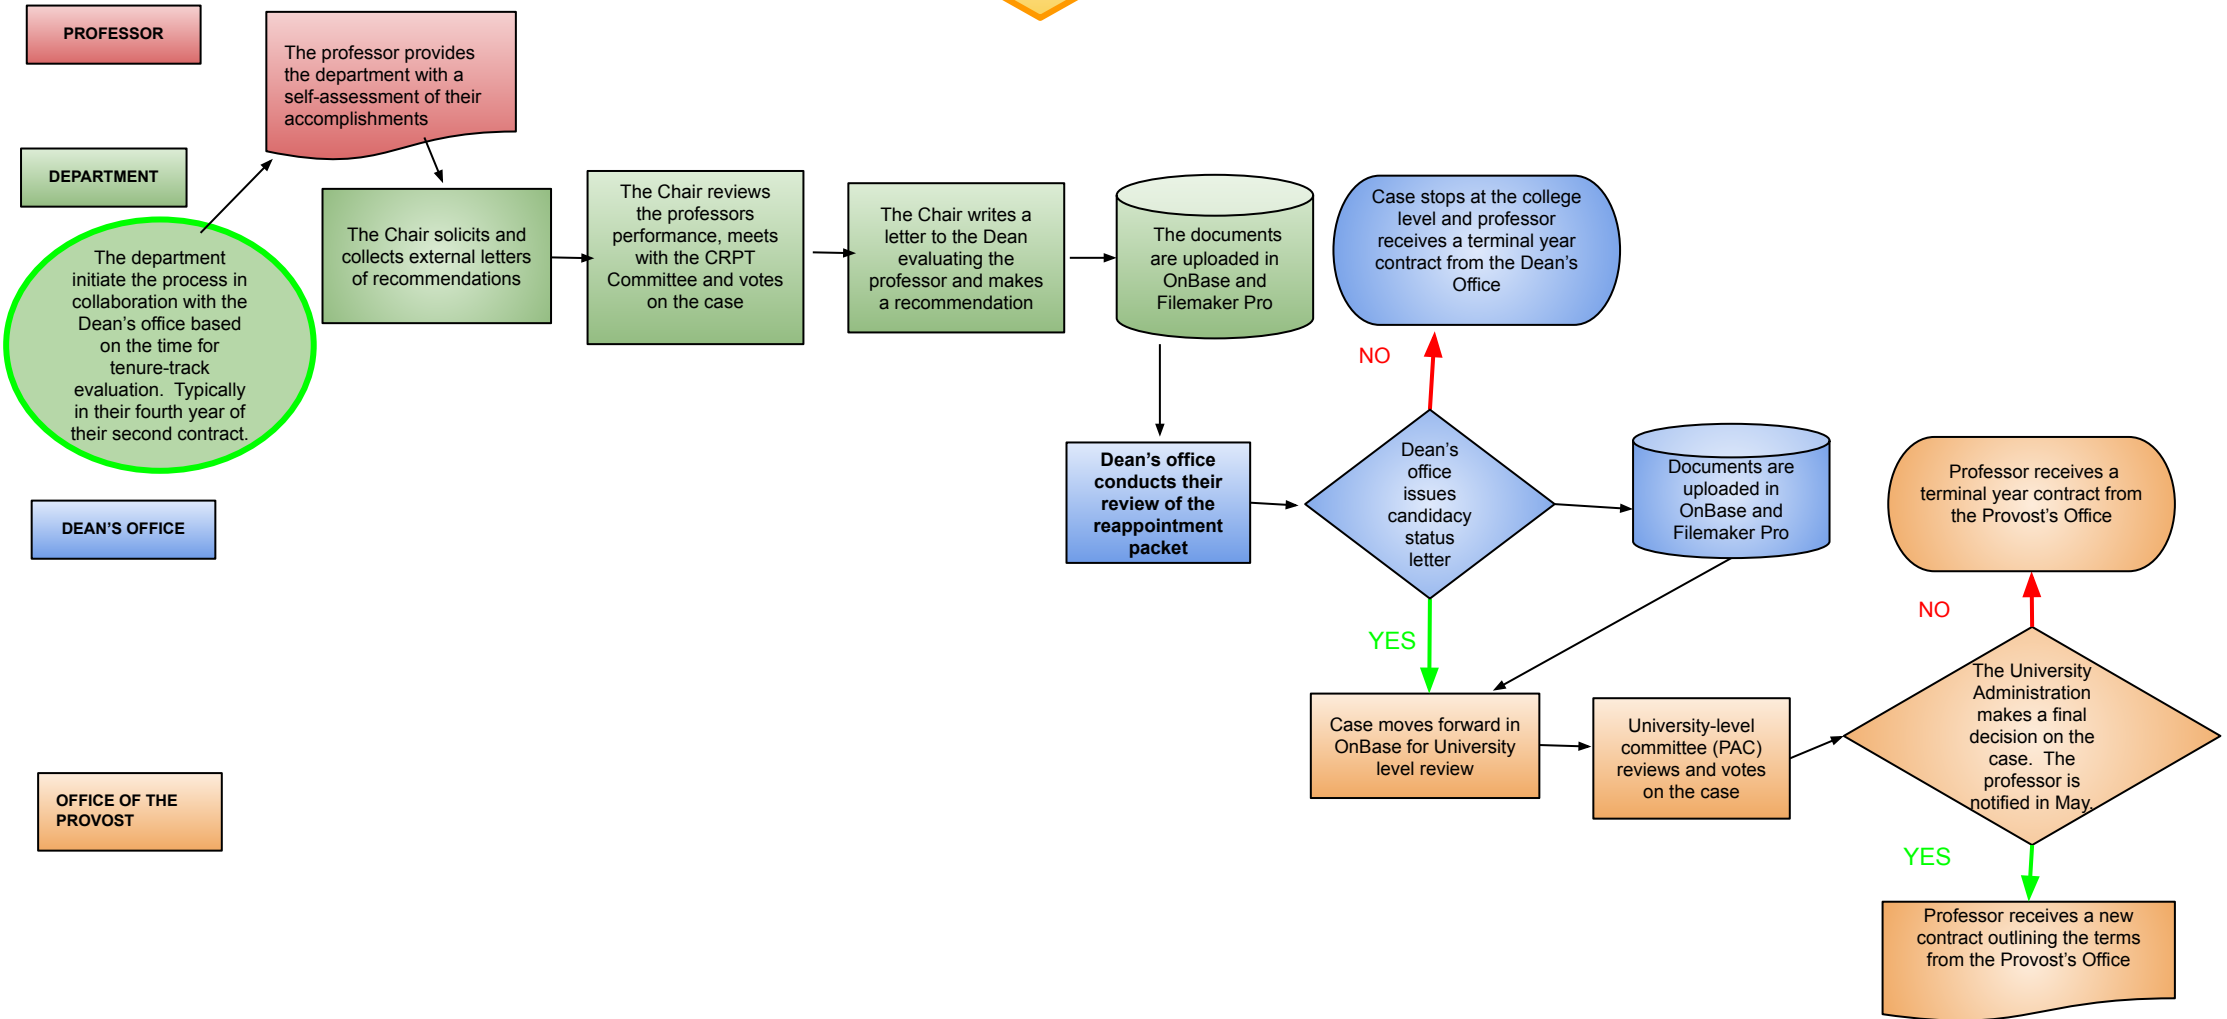 PROFESSOR
The professor provides
the department with a
self-assessment of their
accomplishments
DEPARTMENT
The department
initiate the process in
collaboration with the
Dean’s office based
on the time for
tenure-track
evaluation.  Typically
in their fourth year of
their second contract.
The Chair solicits and
collects external letters
of recommendations
The Chair reviews
the professors
performance, meets
with the CRPT
Committee and votes
on the case
The Chair writes a
letter to the Dean
evaluating the
professor and makes
a recommendation
The documents
are uploaded in
OnBase and
Filemaker Pro
Case stops at the college
level and professor
receives a terminal year
contract from the Dean’s
Office
NO
DEAN’S OFFICE
Dean’s office
conducts their
review of the
reappointment
packet
Dean’s
office
issues
candidacy
status
letter
Documents are
uploaded in
OnBase and
Filemaker Pro
Professor receives a
terminal year contract from
the Provost’s Office
NO
YES
OFFICE OF THE
PROVOST
Case moves forward in
OnBase for University
level review
University-level
committee (PAC)
reviews and votes
on the case
The University
Administration
makes a final
decision on the
case.  The
professor is
notified in May.
YES
Professor receives a new
contract outlining the terms
from the Provost’s Office